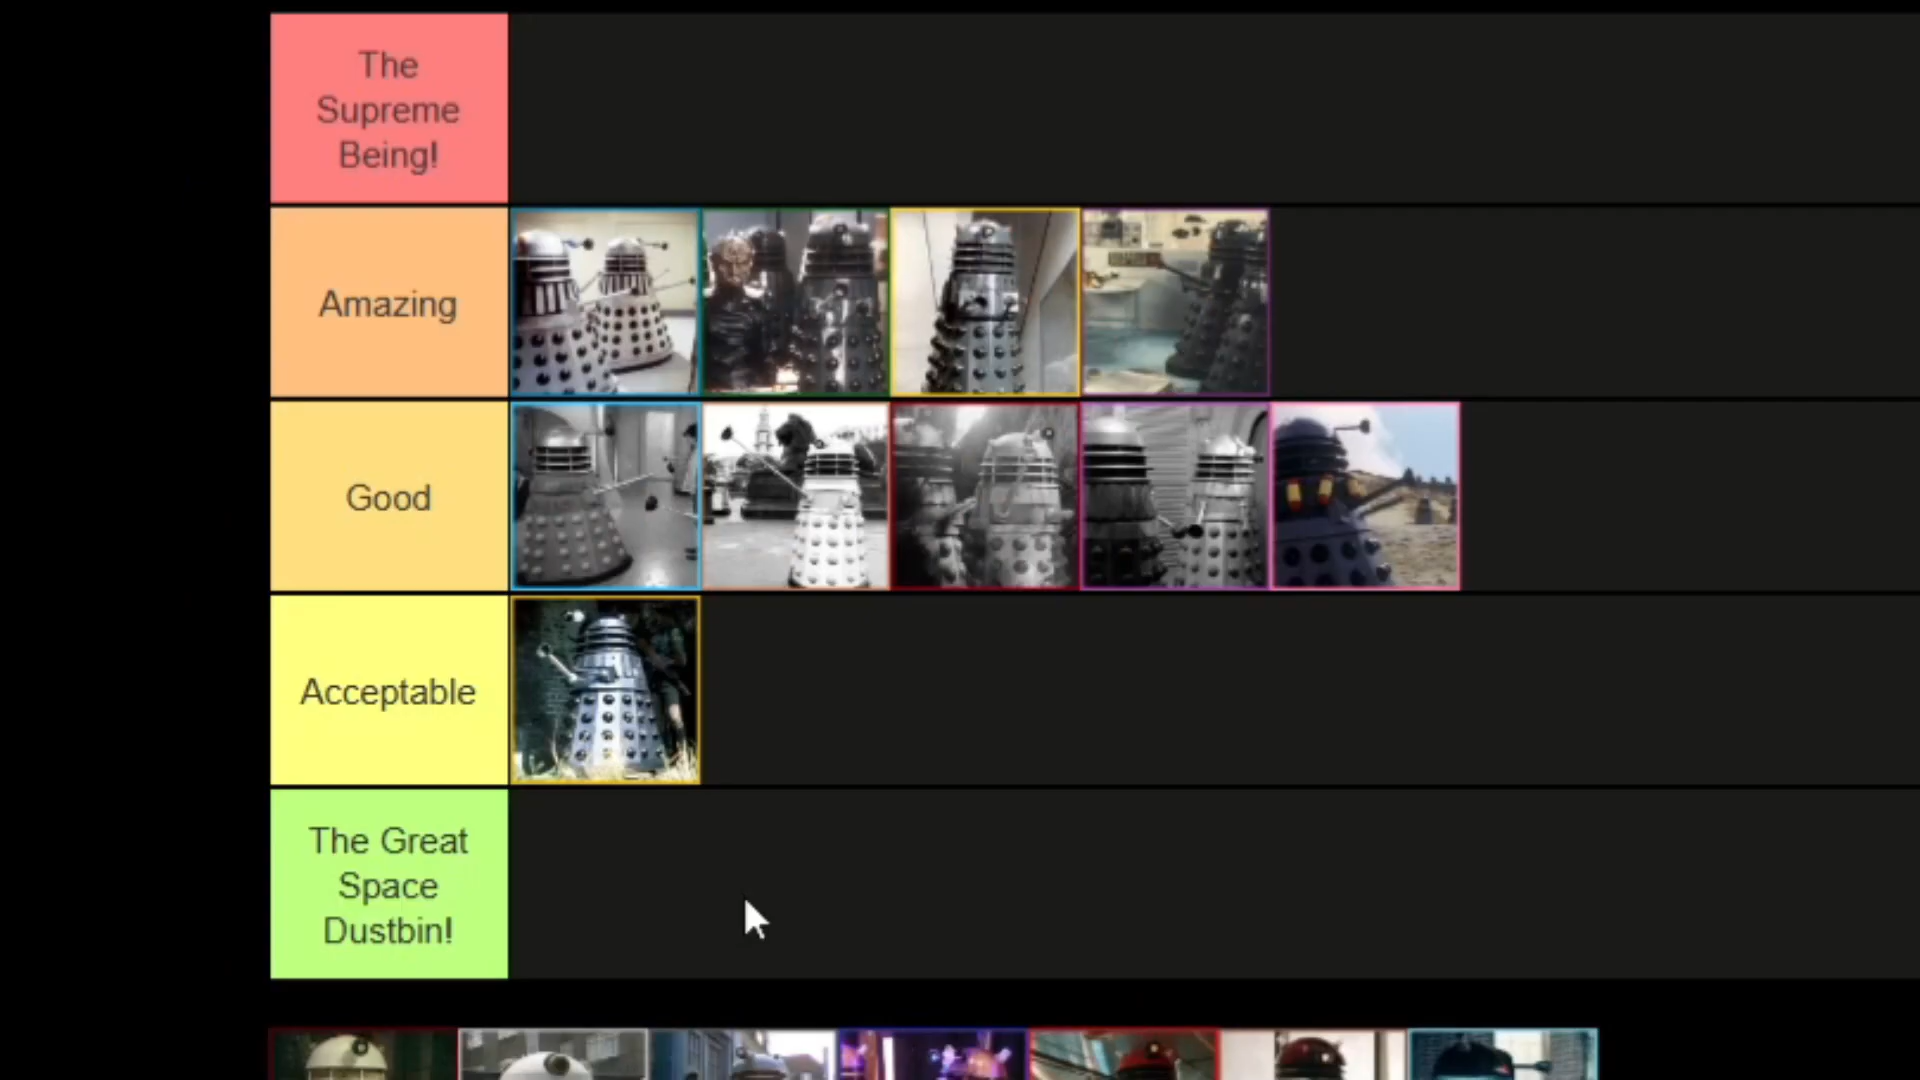 The
Supreme
Being!
Amazing
Good
Acceptable
The Great
Space
Dustbin!